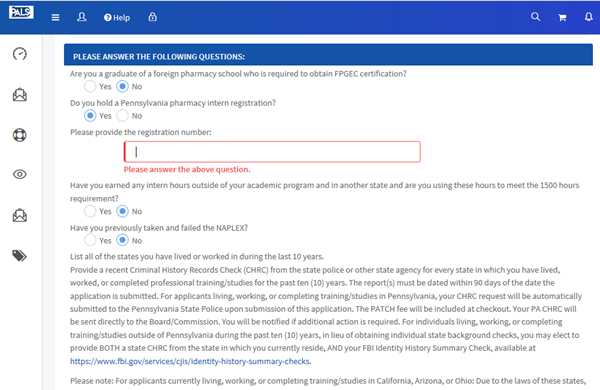 PALS
Help
PLEASE ANSWER THE FOLLOWING QUESTIONS:
Are you a graduate of a foreign pharmacy school who is required to obtain FPGEC certification?
Yes No
Do you hold a Pennsylvania pharmacy intern registration?
Yes No
Please provide the registration number:
Please answer the above question.
Have you earned any intern hours outside of your academic program and in another state and are you using these hours to meet the 1500 hours
requirement?
Yes No
Have you previously taken and failed the NAPLEX?
Yes No
List all of the states you have lived or worked in during the last 10 years.
Provide a recent Criminal History Records Check (CHRC) from the state police or other state agency for every state in which you have lived,
worked, or completed professional training/studies for the past ten (10) years. The report(s) must be dated within 90 days of the date the
application is submitted. For applicants living, working, or completing training/studies in Pennsylvania, your CHRC request will be automatically
submitted to the Pennsylvania State Police upon submission of this application. The PATCH fee will be included at checkout. Your PA CHRC will
be sent directly to the Board/Commission. You will be notified if additional action is required. For individuals living, working, or completing
training/studies outside of Pennsylvania during the past ten (10) years, in lieu of obtaining individual state background checks, you may elect to
provide BOTH a state CHRC from the state in which you currently reside, AND your FBI Identity History Summary Check, available at
https://www.fbi.gov/services/cjis/identity-history-summary-checks.
Please note: For applicants currently living, working, or completing training/studies in California, Arizona, or Ohio: Due to the laws of these states,